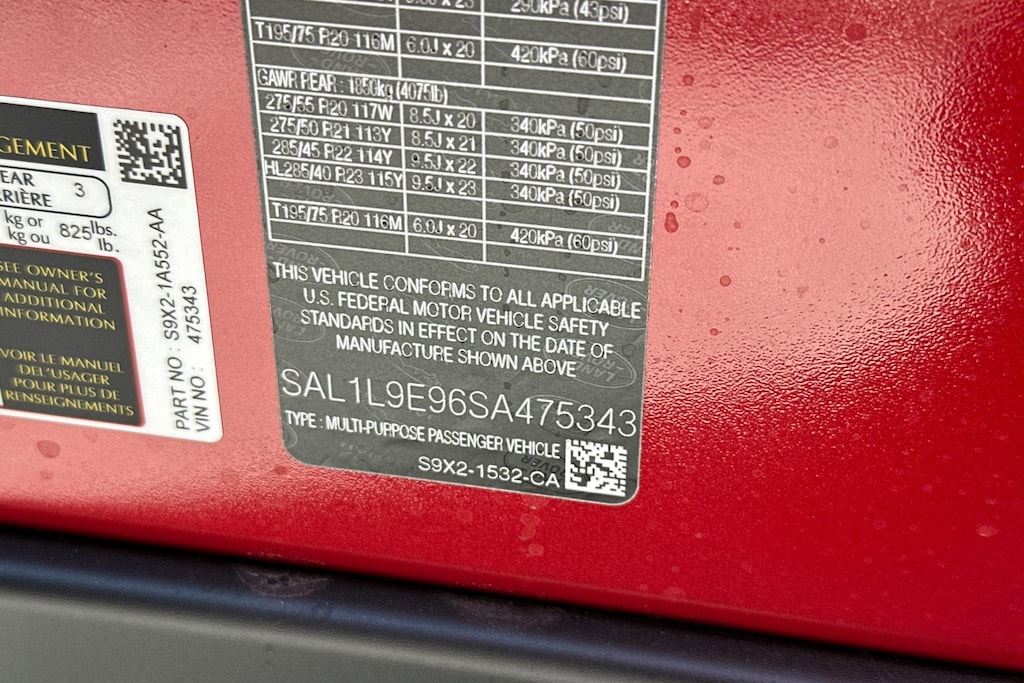 290kPa (43psi)
T195/75 R20 116M 6.0J x 20 420kPa (60psi)
GAWR REAR : 1850kg (4075lb)
275/55 R20 117W 8.5J x 20 340kPa (50psi)
275/50 R21 113Y 8.5J x 21 340kPa (50psi)
285/45 R22 114Y 9.5J x 22 340kPa (50psi)
HL285/40 R23 115Y 9.5J x 23 340kPa (50psi)
T195/75 R20 116M 6.0J x 20 420kPa (60psi)
THIS VEHICLE CONFORMS TO ALL APPLICABLE
U.S. FEDERAL MOTOR VEHICLE SAFETY
STANDARDS IN EFFECT ON THE DATE OF
MANUFACTURE SHOWN ABOVE
SAL1L9E96SA475343
TYPE : MULTI-PURPOSE PASSENGER VEHICLE
S9X2-1532-CA
GEMENT
EAR 3
RIÈRE
kg or 825 lbs.
kg ou lb.
SEE OWNER'S
MANUAL FOR
ADDITIONAL
INFORMATION
VOIR LE MANUEL
DE L'USAGER
POUR PLUS DE
RENSEIGNEMENTS
PART NO : S9X2-1A552-AA
VIN NO : 475343